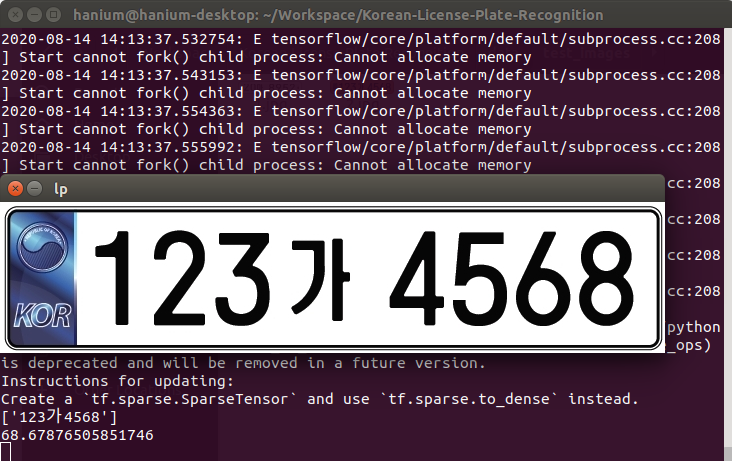 hanium@hanium-desktop: ~/Workspace/Korean-License-Plate-Recognition
2020-08-14 14:13:37.532754: E tensorflow/core/platform/default/subprocess.cc:208
] Start cannot fork() child process: Cannot allocate memory
2020-08-14 14:13:37.543153: E tensorflow/core/platform/default/subprocess.cc:208
] Start cannot fork() child process: Cannot allocate memory
2020-08-14 14:13:37.554363: E tensorflow/core/platform/default/subprocess.cc:208
] Start cannot fork() child process: Cannot allocate memory
2020-08-14 14:13:37.555992: E tensorflow/core/platform/default/subprocess.cc:208
] Start cannot fork() child process: Cannot allocate memory
cc:208
cc:208
cc:208
cc:208
python
_ops)
lp
REPUBLIC OF KOREA
KOR
123가 4568
is deprecated and will be removed in a future version.
Instructions for updating:
Create a `tf.sparse.SparseTensor` and use `tf.sparse.to_dense` instead.
['123가4568']
68.67876505851746